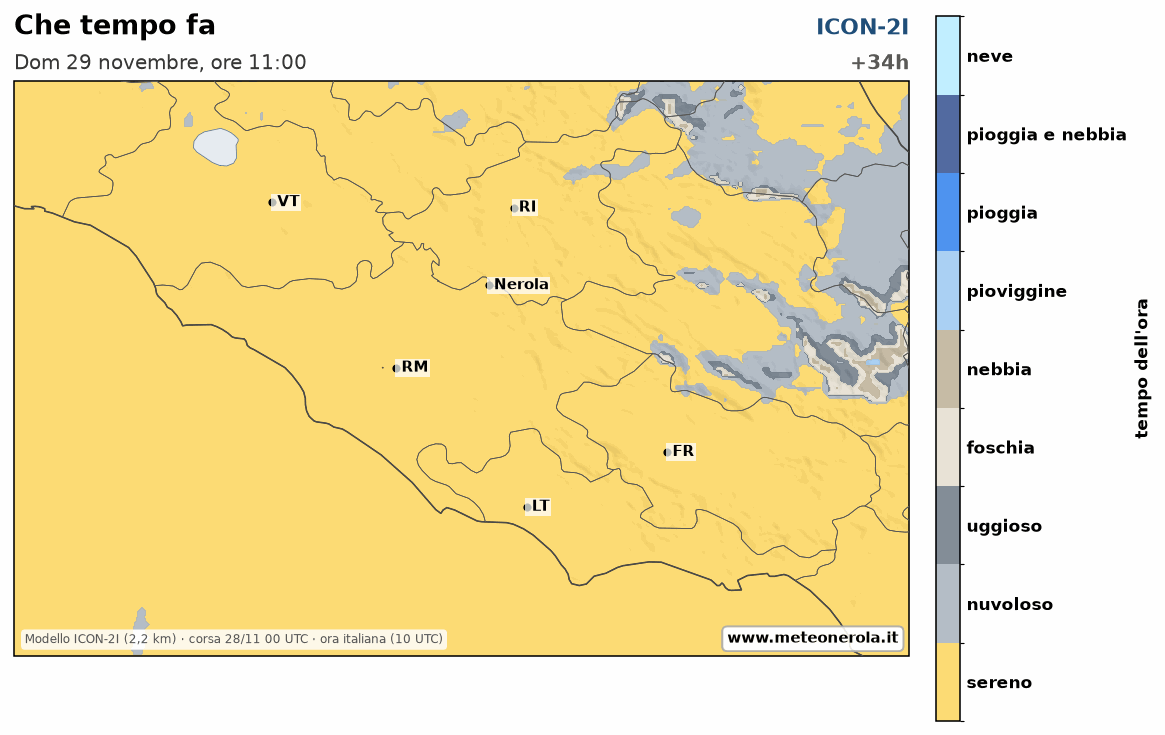 Che tempo fa
ICON-2I
Dom 29 novembre, ore 11:00
+34h
VT
RI
Nerola
RM
FR
LT
Modello ICON-2I (2,2 km) · corsa 28/11 00 UTC · ora italiana (10 UTC)
www.meteonerola.it
neve
pioggia e nebbia
pioggia
pioviggine
nebbia
foschia
uggioso
nuvoloso
sereno
tempo dell'ora